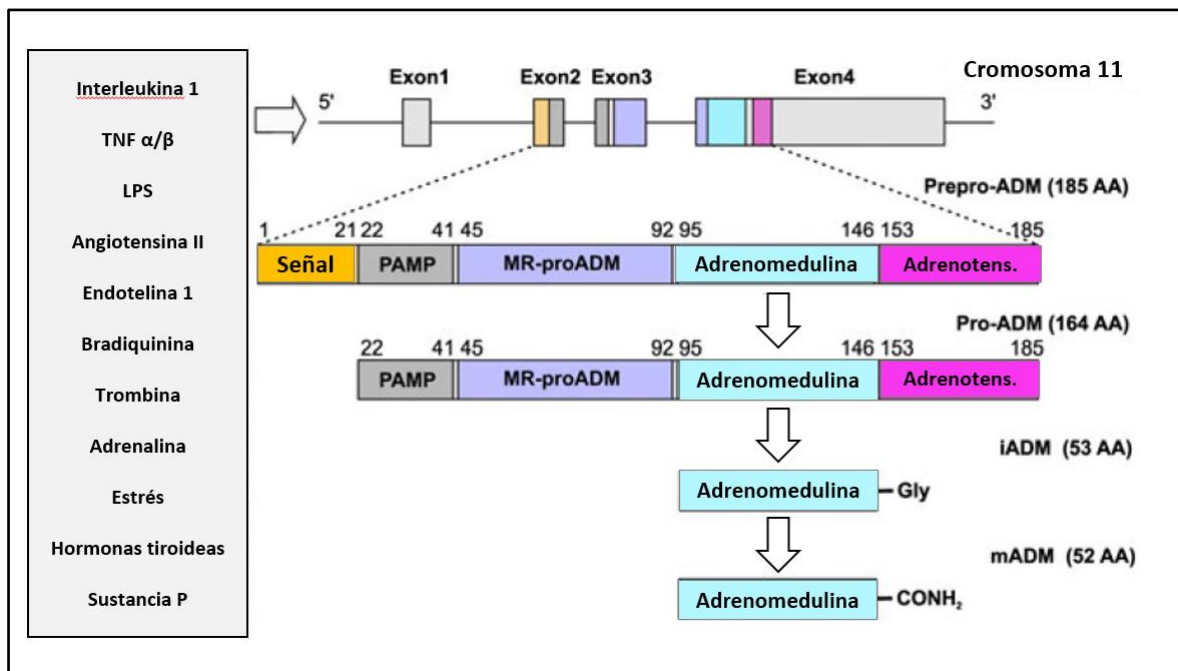 Interleukina 1
TNF α/β
LPS
Angiotensina II
Endotelina 1
Bradiquinina
Trombina
Adrenalina
Estrés
Hormonas tiroideas
Sustancia P
Exon1 Exon2 Exon3 Exon4 Cromosoma 11
5' 3'
Prepro-ADM (185 AA)
1 21 22 41 45 92 95 146 153 185
Señal PAMP MR-proADM Adrenomedulina Adrenotens.
Pro-ADM (164 AA)
22 41 45 92 95 146 153 185
PAMP MR-proADM Adrenomedulina Adrenotens.
iADM (53 AA)
Adrenomedulina Gly
mADM (52 AA)
Adrenomedulina CONH₂